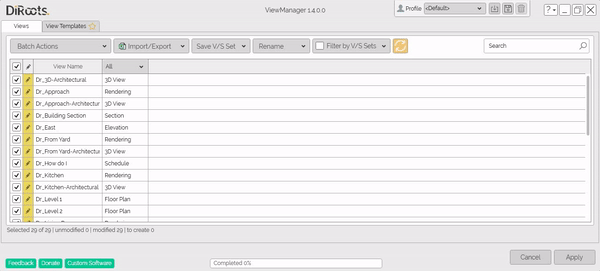 DiRoots.
ViewManager 1.4.0.0
Profile <Default>
? -
Views
View Templates
Batch Actions
Import/Export
Save V/S Set
Rename
Filter by V/S Sets
Search
View Name All
Dr_3D-Architectural 3D View
Dr_Approach Rendering
Dr_Approach-Architectur 3D View
Dr_Building Section Section
Dr_East Elevation
Dr_From Yard Rendering
Dr_From Yard-Architectu 3D View
Dr_How do I Schedule
Dr_Kitchen Rendering
Dr_Kitchen-Architectural 3D View
Dr_Level 1 Floor Plan
Dr_Level 2 Floor Plan
Selected 29 of 29 | unmodified 0 | modified 29 | to create 0
Feedback
Donate
Custom Software
Completed 0%
Cancel
Apply